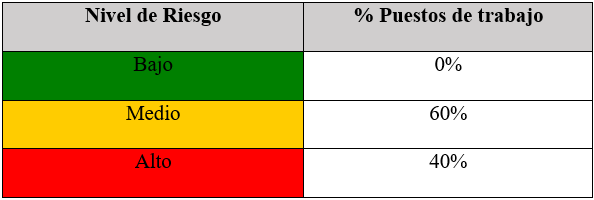 Nivel de Riesgo % Puestos de trabajo
Bajo 0%
Medio 60%
Alto 40%